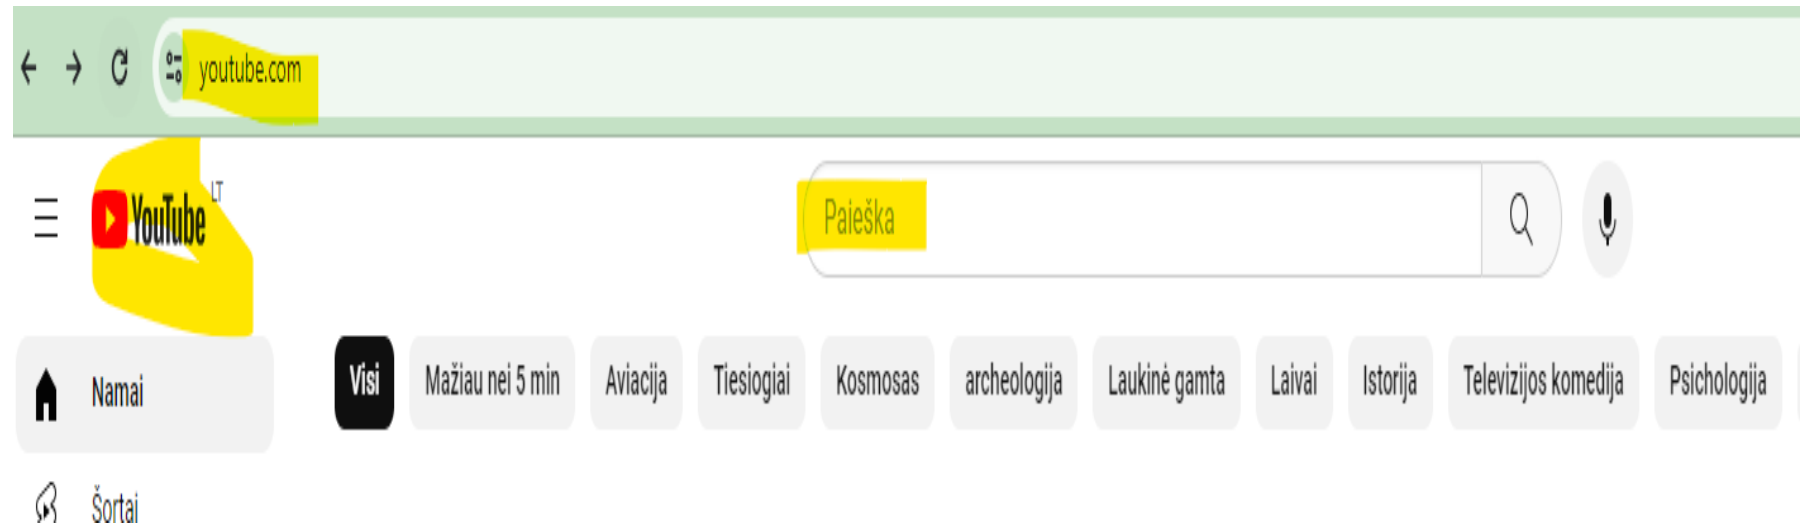 youtube.com
YouTube LT
Paieška
Namai
Visi Mažiau nei 5 min Aviacija Tiesiogiai Kosmosas archeologija Laukinė gamta Laivai Istorija Televizijos komedija Psichologija
Šortai